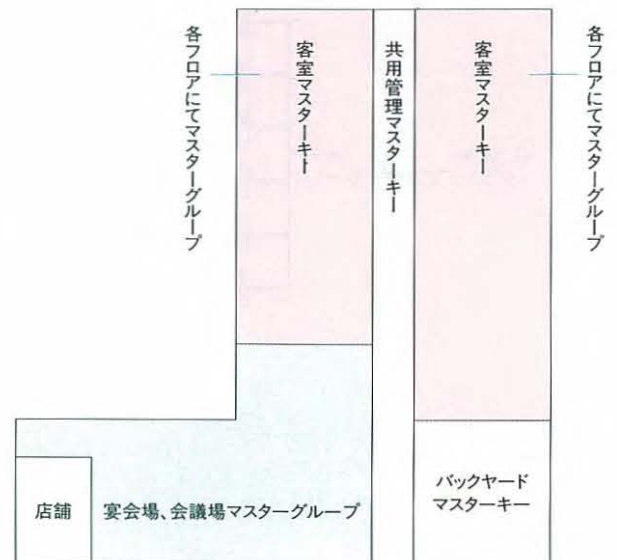 各フロアにてマスターグループ
客室マスターキー
共用管理マスターキー
客室マスターキー
各フロアにてマスターグループ
店舗
宴会場、会議場マスターグループ
バックヤード
マスターキー